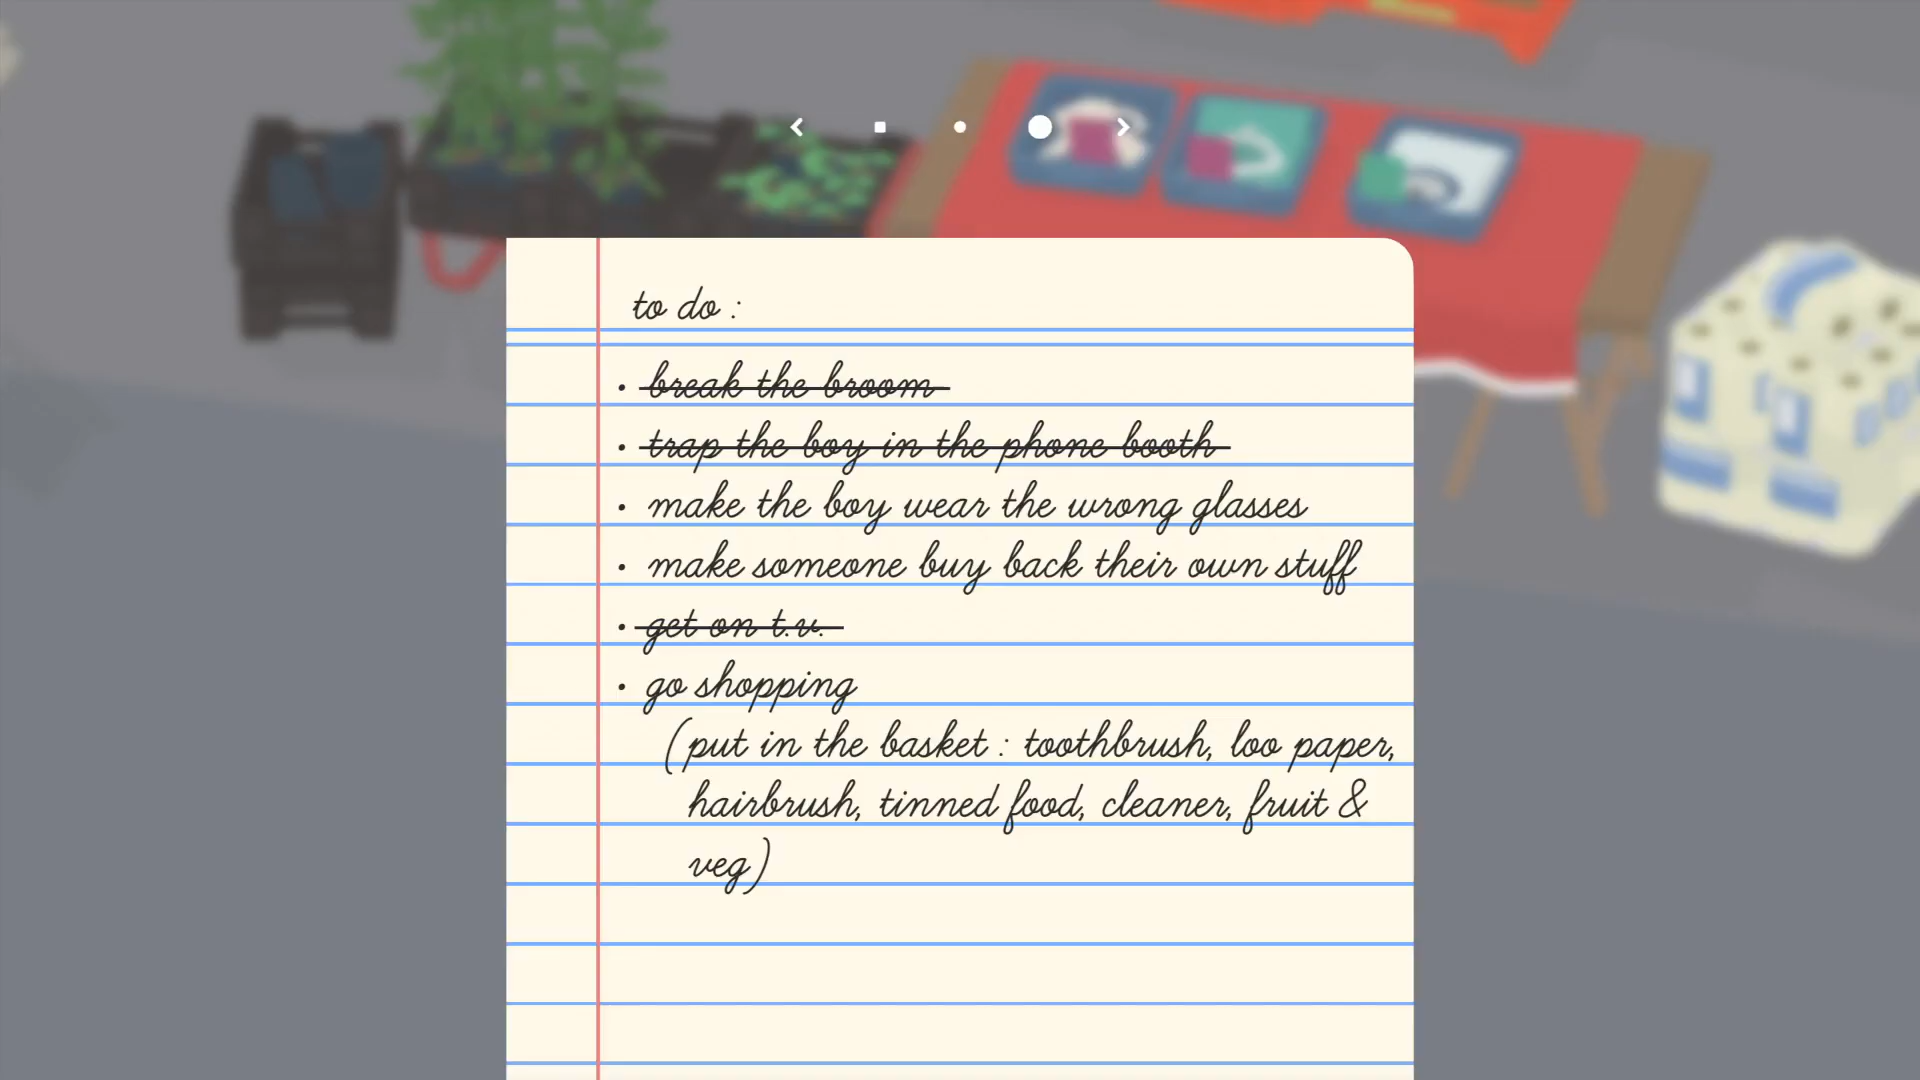 to do :
• break the broom
• trap the boy in the phone booth
• make the boy wear the wrong glasses
• make someone buy back their own stuff
• get on t.v.
• go shopping
(put in the basket : toothbrush, loo paper,
hairbrush, tinned food, cleaner, fruit &
veg)